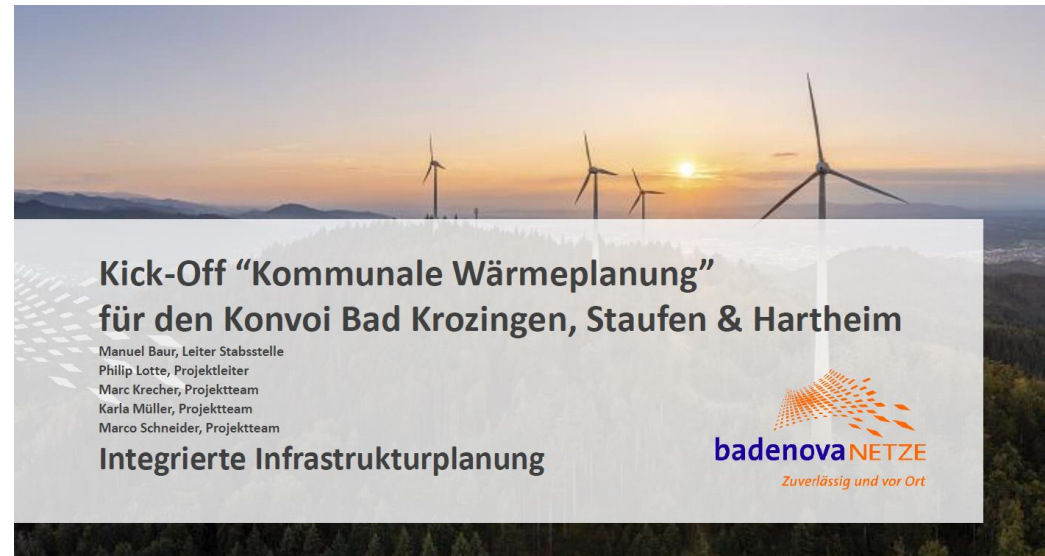 Kick-Off “Kommunale Wärmeplanung”
für den Konvoi Bad Krozingen, Staufen & Hartheim
Manuel Baur, Leiter Stabsstelle
Philip Lotte, Projektleiter
Marc Krecher, Projektteam
Karla Müller, Projektteam
Marco Schneider, Projektteam
Integrierte Infrastrukturplanung
badenovaNETZE
Zuverlässig und vor Ort